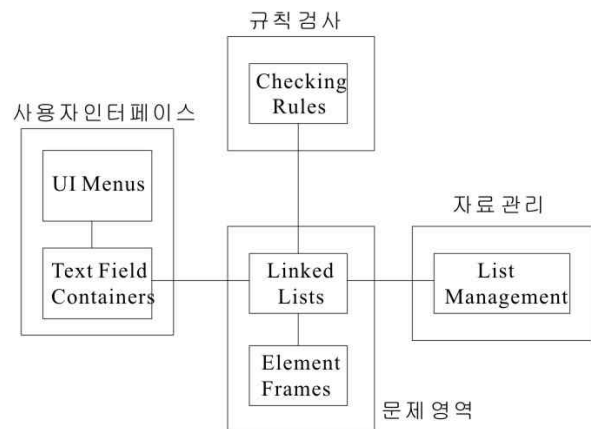 규칙 검사
Checking
Rules
사용자인터페이스
UI Menus
Text Field
Containers
Linked
Lists
Element
Frames
문제 영역
자료 관리
List
Management